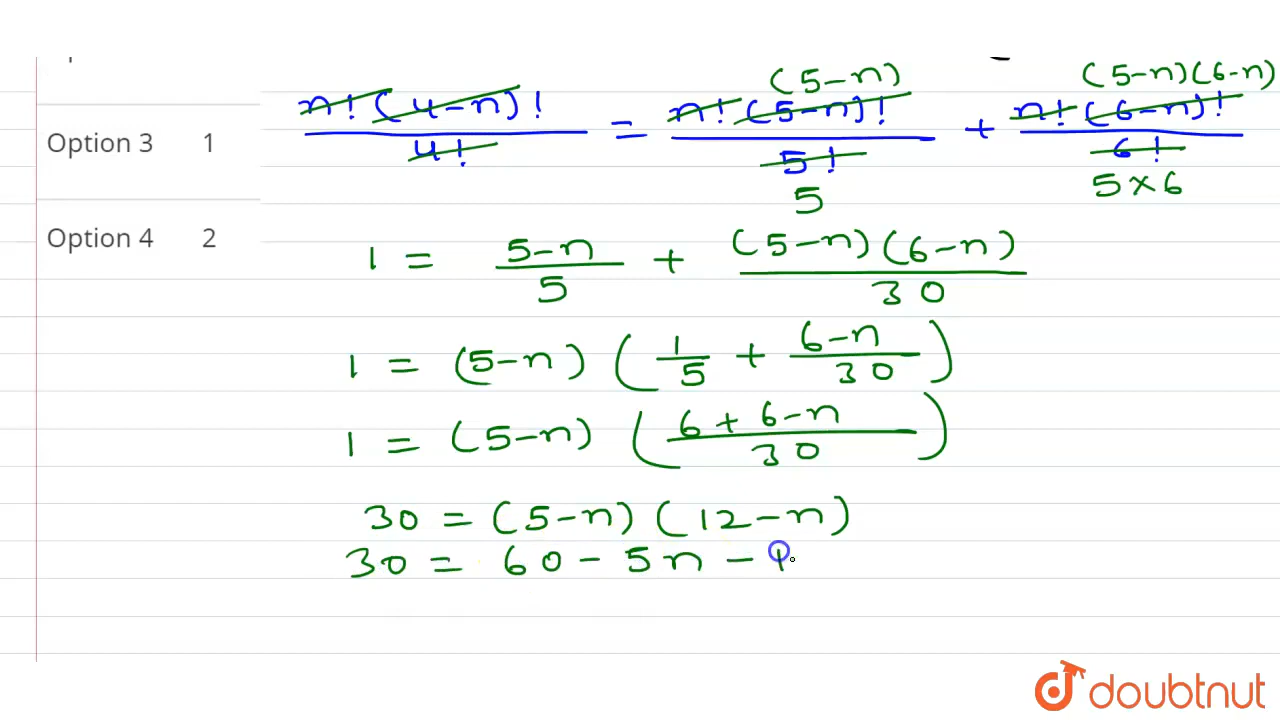 (5-n) (5-n)(6-n)
n!(4-n)! / 4! = n!(5-n)! / 5! + n!(6-n)! / 6!
5 5×6
Option 3 1
1 = (5-n)/5 + (5-n)(6-n)/30
Option 4 2
1 = (5-n) ( 1/5 + (6-n)/30 )
1 = (5-n) ( (6+6-n)/30 )
30 = (5-n) (12-n)
30 = 60 - 5n - 1
doubtnut